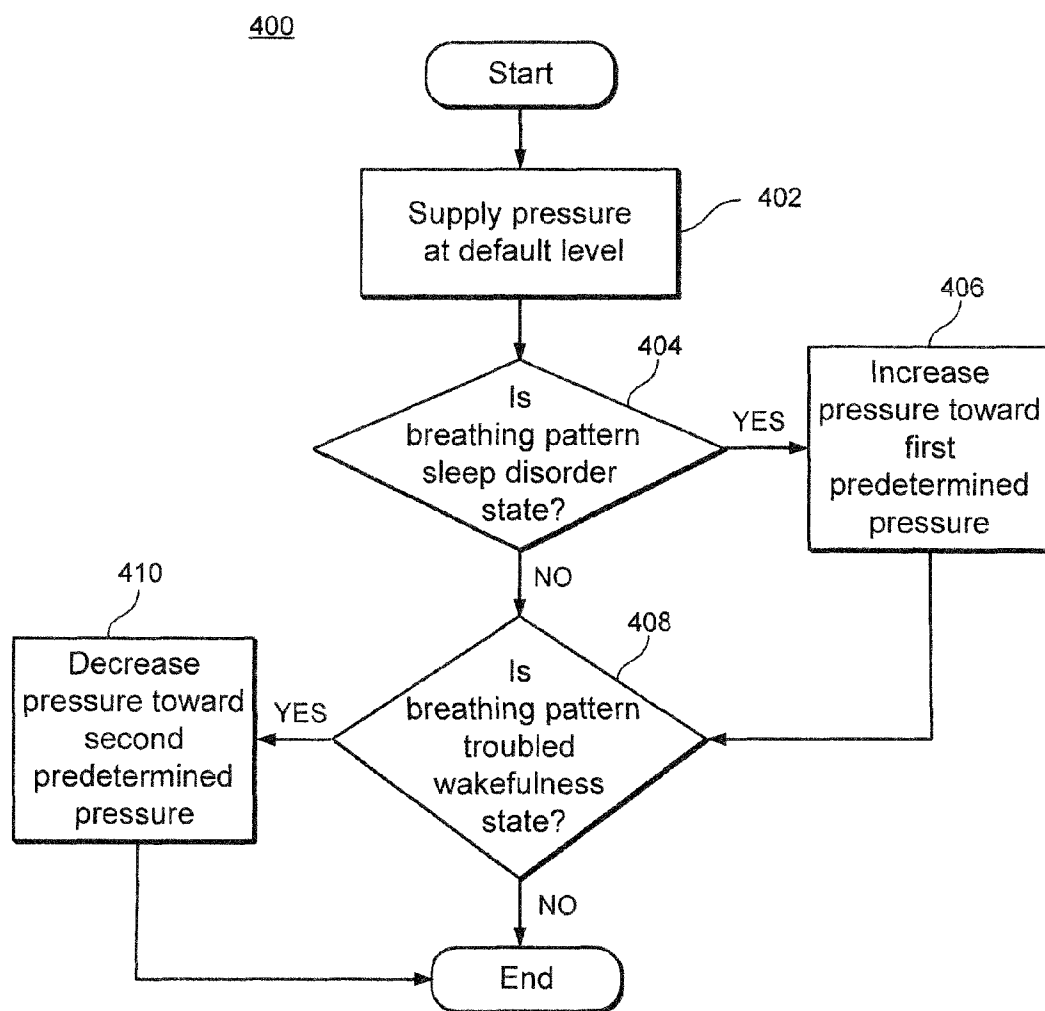 400
Start
Supply pressure
at default level
402
404
Is
breathing pattern
sleep disorder
state?
YES
406
Increase
pressure toward
first
predetermined
pressure
NO
408
Is
breathing pattern
troubled
wakefulness
state?
YES
410
Decrease
pressure toward
second
predetermined
pressure
NO
End